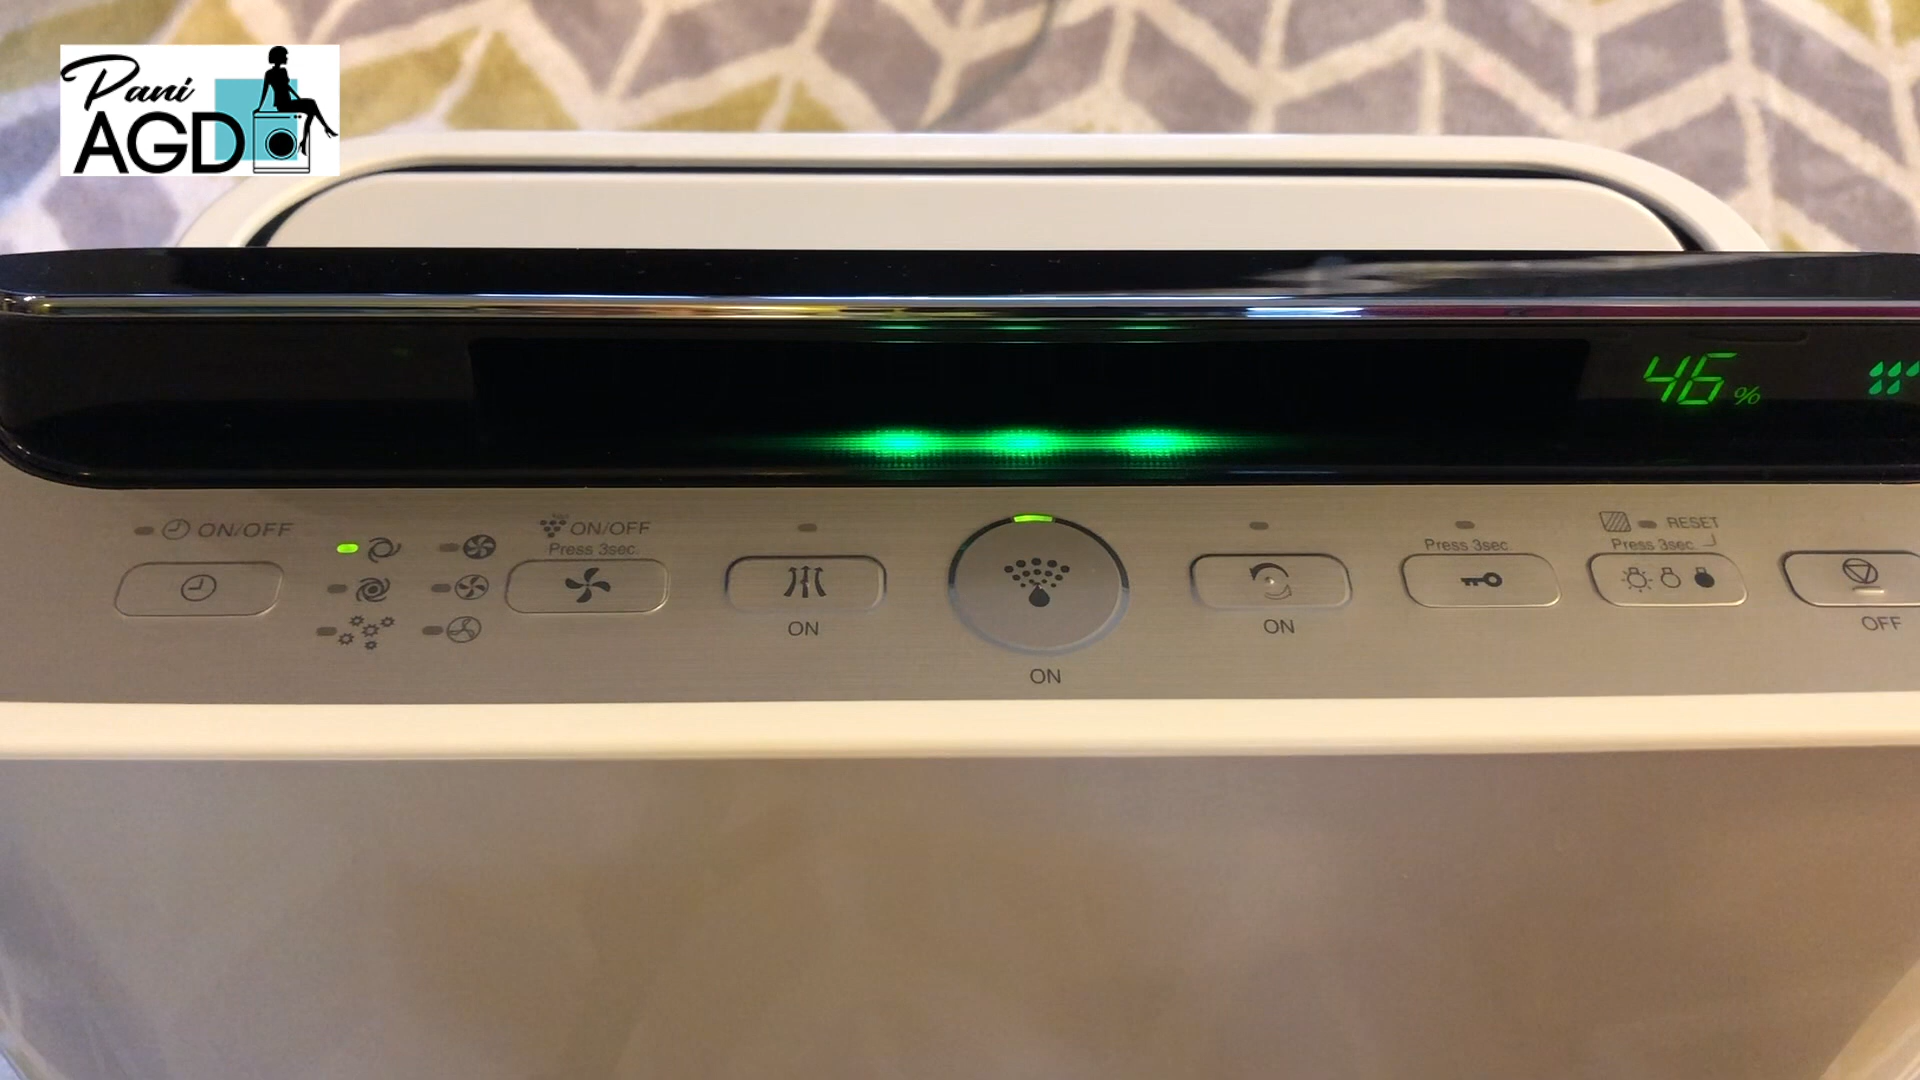 Pani
AGD
46 %
ON/OFF
ON/OFF
Press 3sec.
ON
ON
ON
Press 3sec
RESET
Press 3sec
OFF